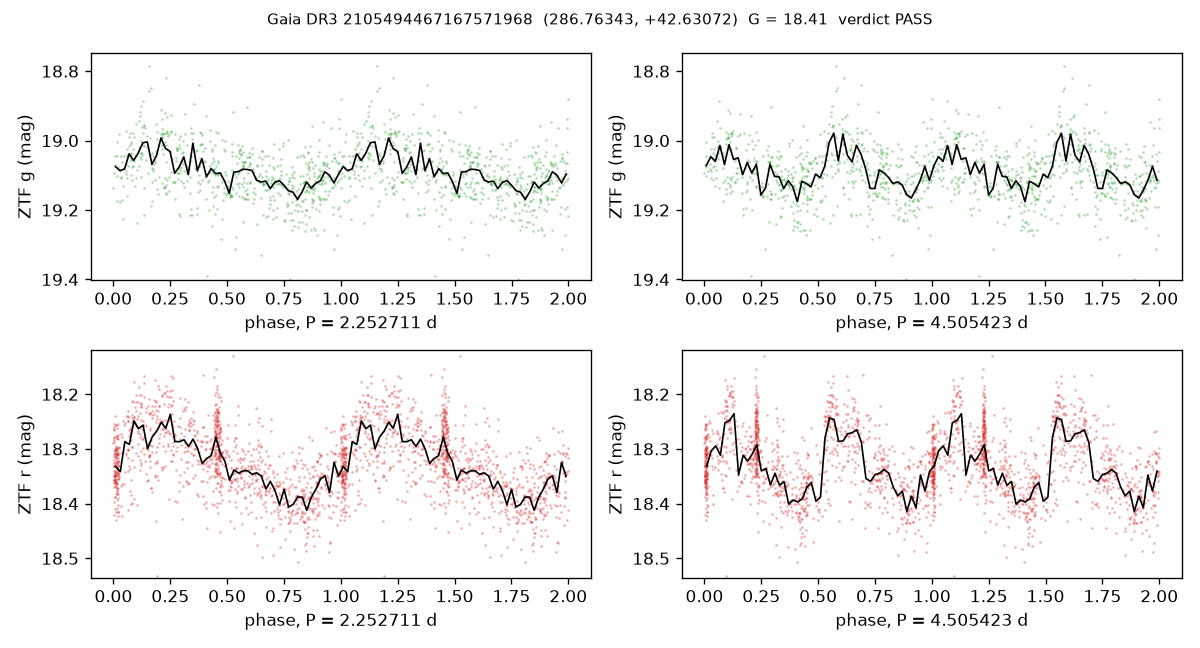 Gaia DR3 2105494467167571968 (286.76343, +42.63072) G = 18.41 verdict PASS
ZTF g (mag)
18.8
19.0
19.2
19.4
0.00 0.25 0.50 0.75 1.00 1.25 1.50 1.75 2.00
phase, P = 2.252711 d
ZTF g (mag)
18.8
19.0
19.2
19.4
0.00 0.25 0.50 0.75 1.00 1.25 1.50 1.75 2.00
phase, P = 4.505423 d
ZTF r (mag)
18.2
18.3
18.4
18.5
0.00 0.25 0.50 0.75 1.00 1.25 1.50 1.75 2.00
phase, P = 2.252711 d
ZTF r (mag)
18.2
18.3
18.4
18.5
0.00 0.25 0.50 0.75 1.00 1.25 1.50 1.75 2.00
phase, P = 4.505423 d